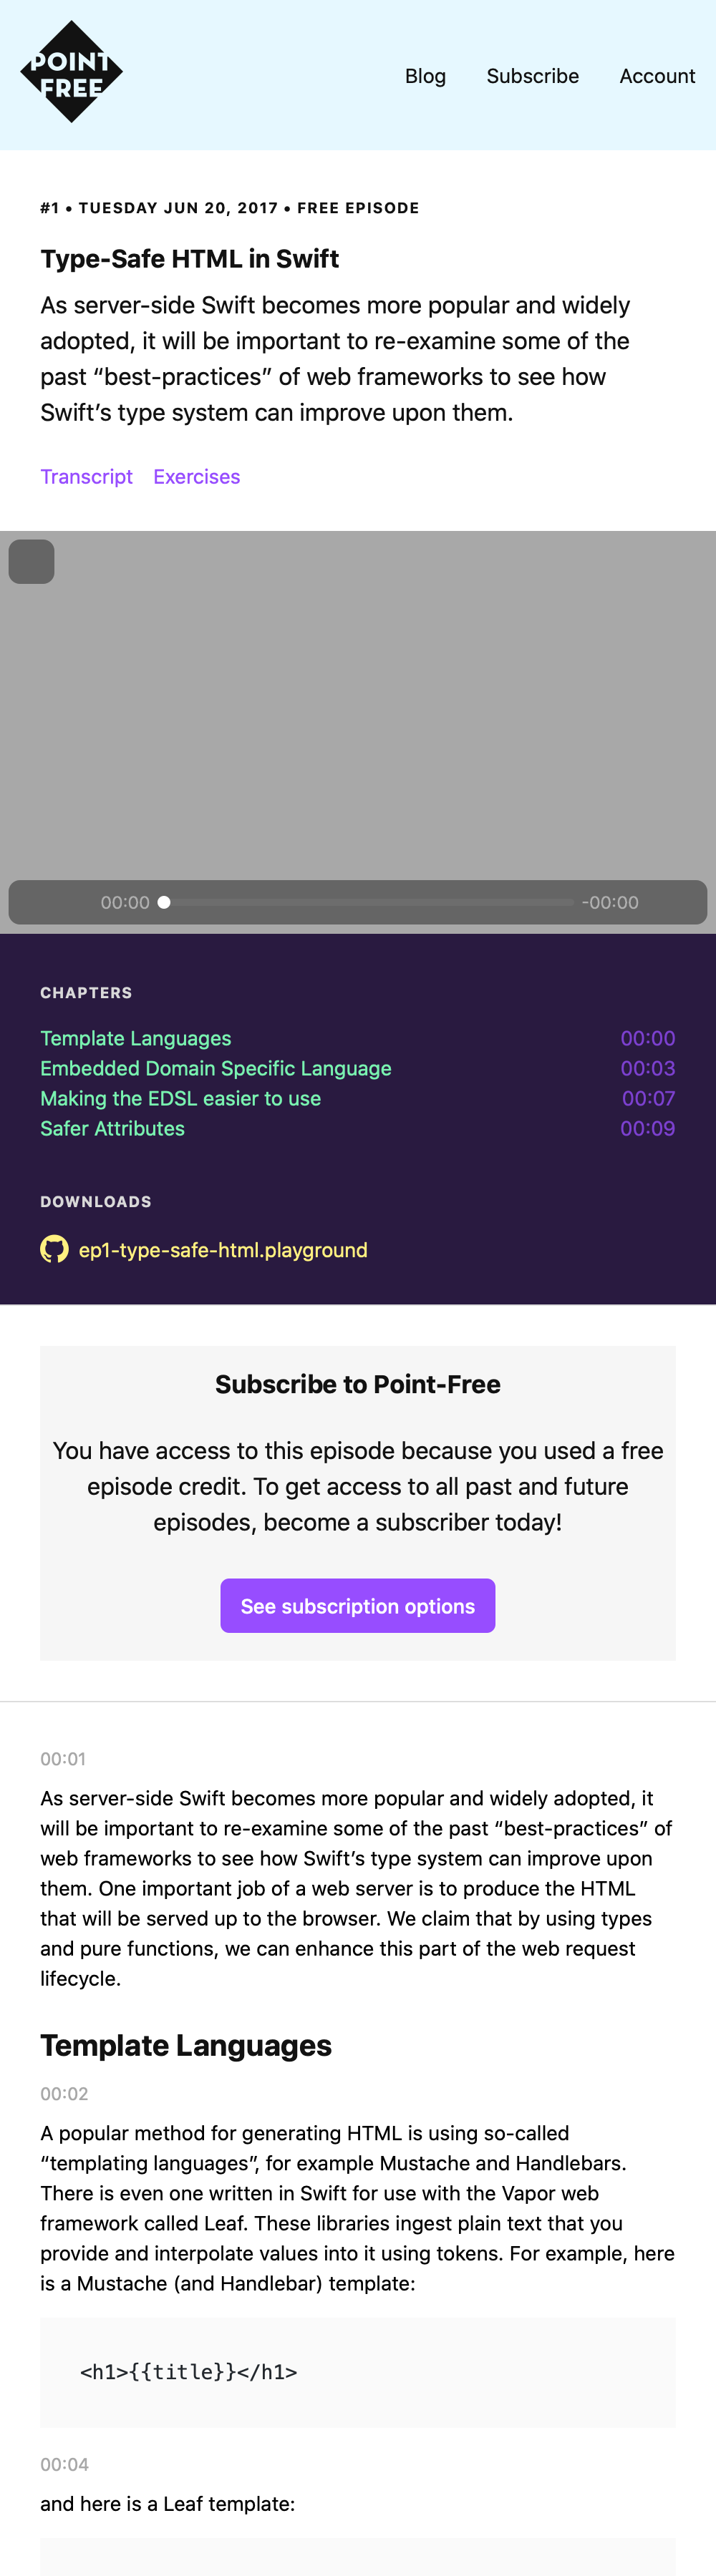 POINT
FREE
Blog Subscribe Account
#1 • TUESDAY JUN 20, 2017 • FREE EPISODE
Type-Safe HTML in Swift
As server-side Swift becomes more popular and widely
adopted, it will be important to re-examine some of the
past “best-practices” of web frameworks to see how
Swift’s type system can improve upon them.
Transcript Exercises
00:00 -00:00
CHAPTERS
Template Languages 00:00
Embedded Domain Specific Language 00:03
Making the EDSL easier to use 00:07
Safer Attributes 00:09
DOWNLOADS
ep1-type-safe-html.playground
Subscribe to Point-Free
You have access to this episode because you used a free
episode credit. To get access to all past and future
episodes, become a subscriber today!
See subscription options
00:01
As server-side Swift becomes more popular and widely adopted, it
will be important to re-examine some of the past “best-practices” of
web frameworks to see how Swift’s type system can improve upon
them. One important job of a web server is to produce the HTML
that will be served up to the browser. We claim that by using types
and pure functions, we can enhance this part of the web request
lifecycle.
Template Languages
00:02
A popular method for generating HTML is using so-called
“templating languages”, for example Mustache and Handlebars.
There is even one written in Swift for use with the Vapor web
framework called Leaf. These libraries ingest plain text that you
provide and interpolate values into it using tokens. For example, here
is a Mustache (and Handlebar) template:
<h1>{{title}}</h1>
00:04
and here is a Leaf template: